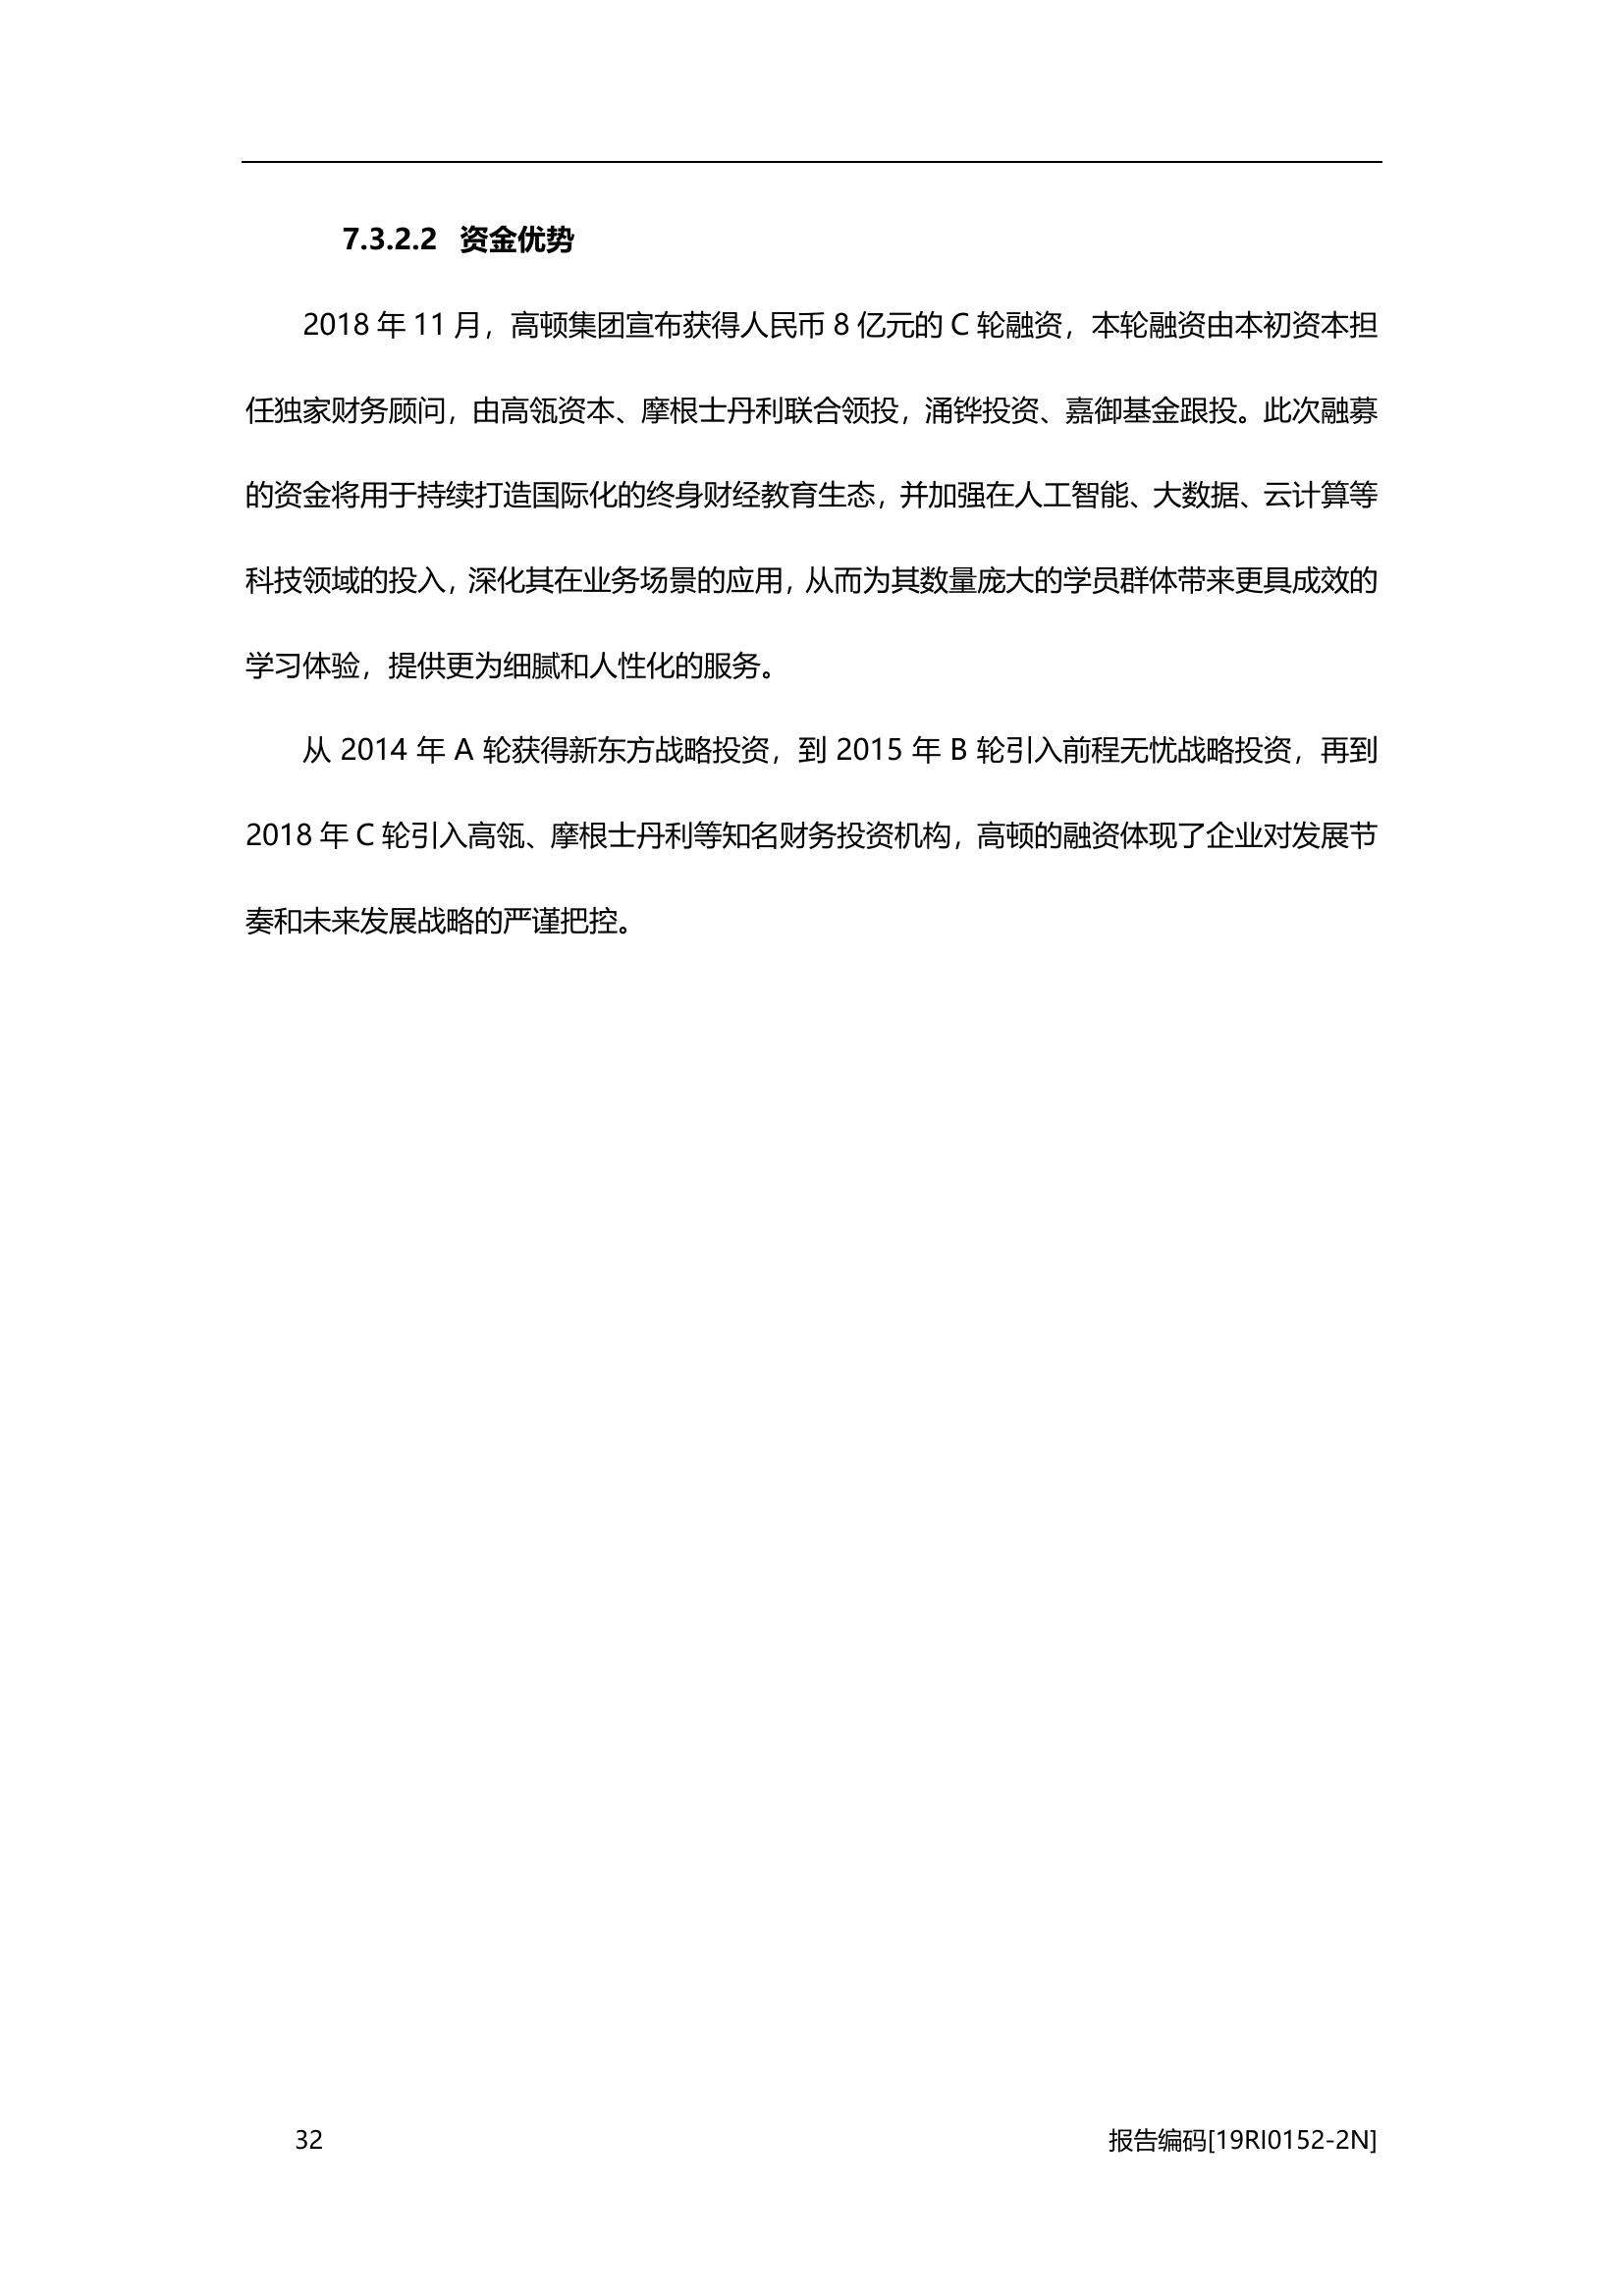 7.3.2.2 资金优势
2018 年 11 月，高顿集团宣布获得人民币 8 亿元的 C 轮融资，本轮融资由本初资本担
任独家财务顾问，由高瓴资本、摩根士丹利联合领投，涌铧投资、嘉御基金跟投。此次融募
的资金将用于持续打造国际化的终身财经教育生态，并加强在人工智能、大数据、云计算等
科技领域的投入，深化其在业务场景的应用，从而为其数量庞大的学员群体带来更具成效的
学习体验，提供更为细腻和人性化的服务。
从 2014 年 A 轮获得新东方战略投资，到 2015 年 B 轮引入前程无忧战略投资，再到
2018 年 C 轮引入高瓴、摩根士丹利等知名财务投资机构，高顿的融资体现了企业对发展节
奏和未来发展战略的严谨把控。
32 报告编码[19RI0152-2N]